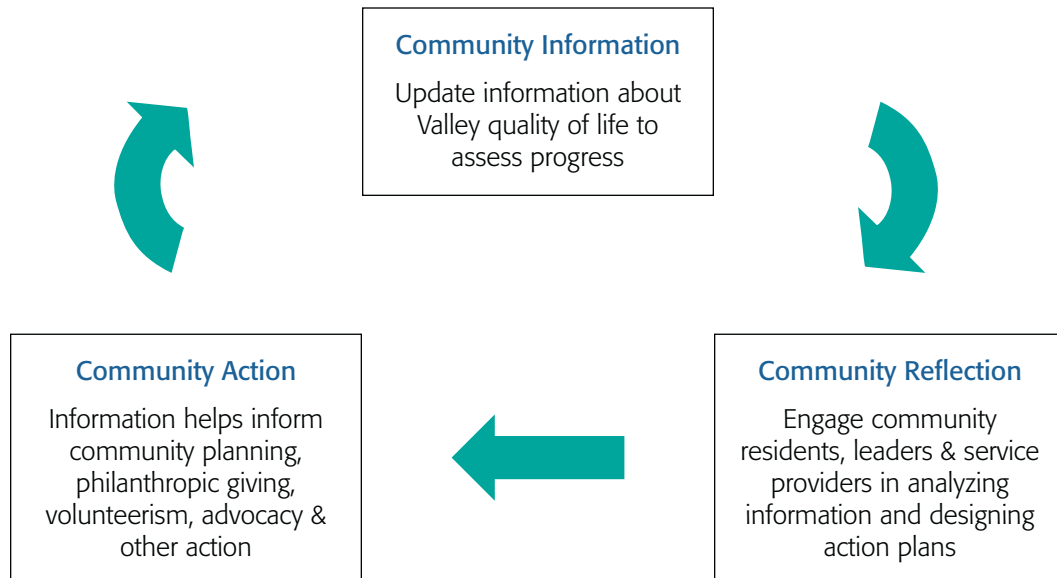 Community Information
Update information about
Valley quality of life to
assess progress
Community Reflection
Engage community
residents, leaders & service
providers in analyzing
information and designing
action plans
Community Action
Information helps inform
community planning,
philanthropic giving,
volunteerism, advocacy &
other action